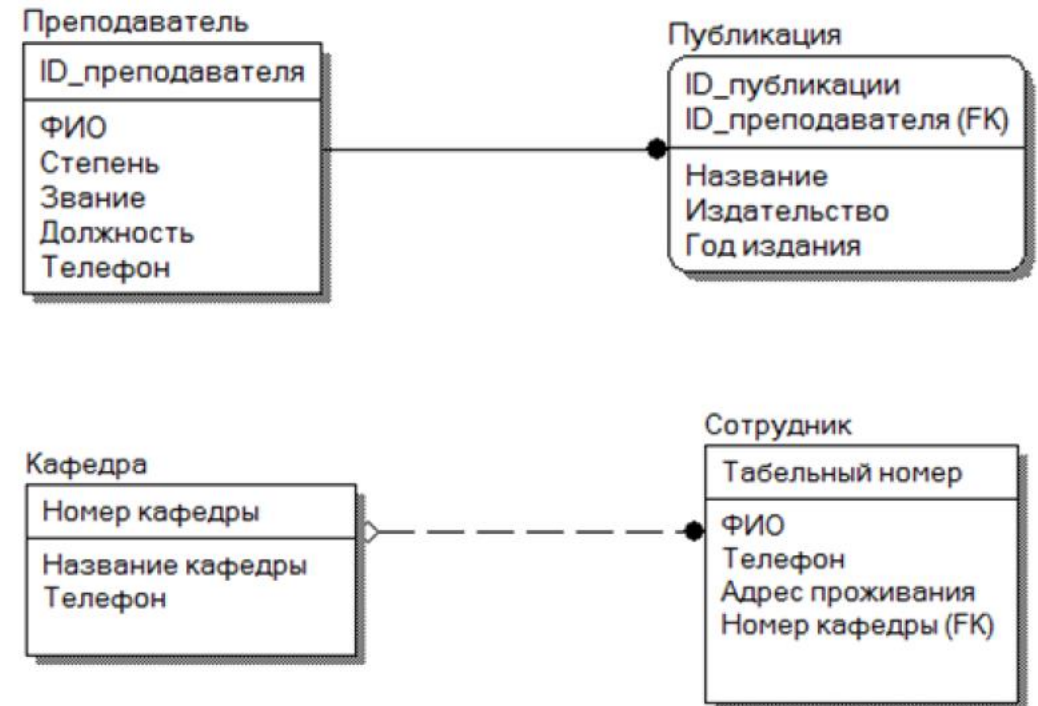 Преподаватель
ID_преподавателя
ФИО
Степень
Звание
Должность
Телефон
Публикация
ID_публикации
ID_преподавателя (FK)
Название
Издательство
Год издания
Кафедра
Номер кафедры
Название кафедры
Телефон
Сотрудник
Табельный номер
ФИО
Телефон
Адрес проживания
Номер кафедры (FK)